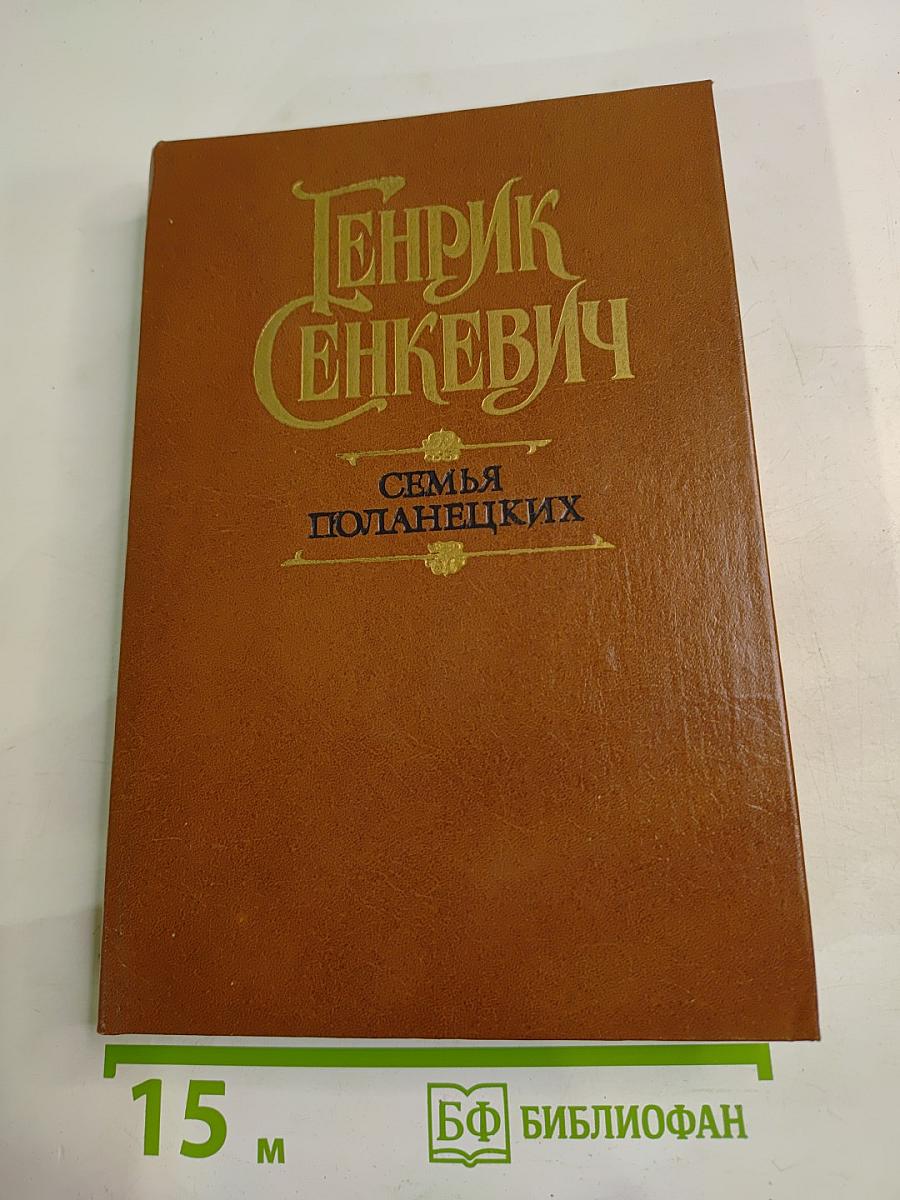 ГЕНРИК
СЕНКЕВИЧ
СЕМЬЯ
ПОЛАНЕЦКИХ
15 м
БФ БИБЛИОФАН